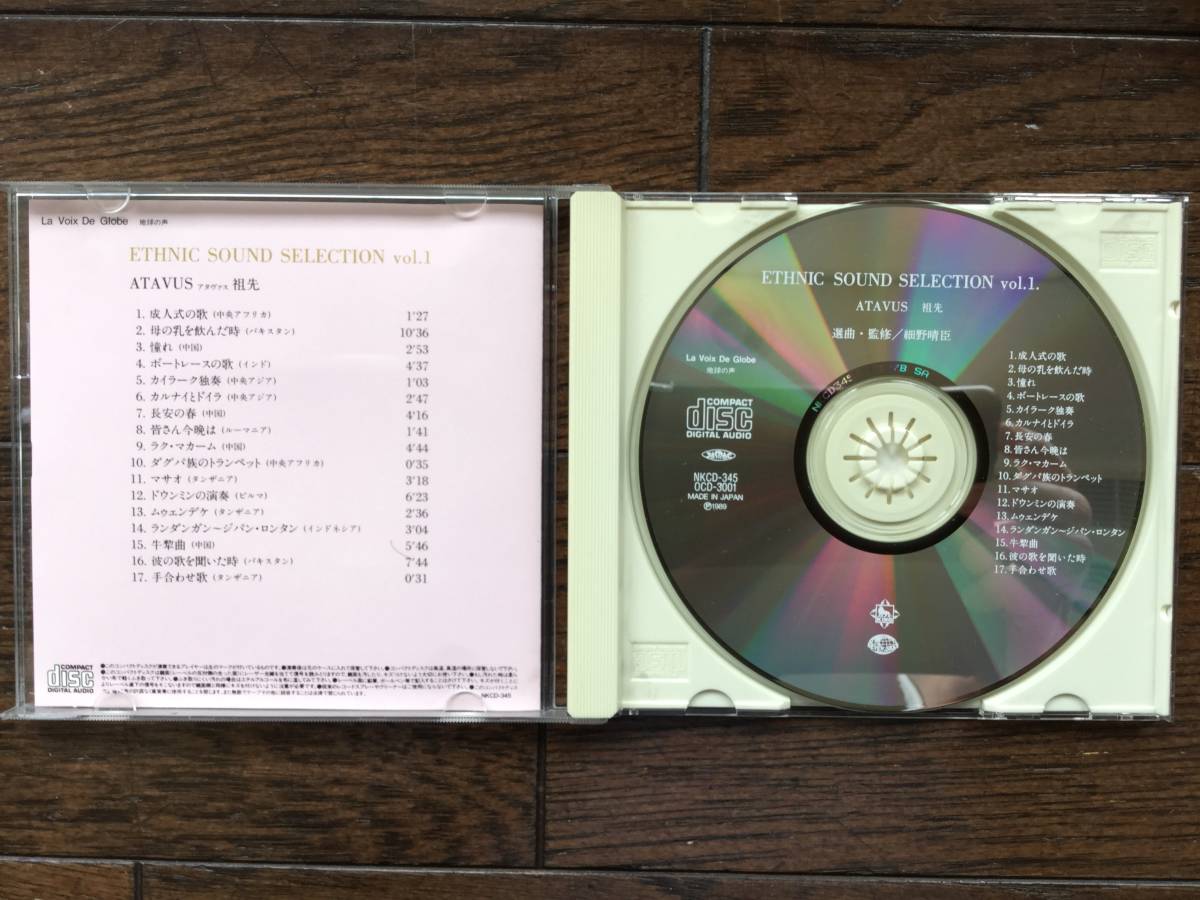 La Voix De Globe 地球の声
ETHNIC SOUND SELECTION vol.1
ATAVUS アタヴァス 祖先
1. 成人式の歌 (中央アフリカ) 1'27
2. 母の乳を飲んだ時 (パキスタン) 10'36
3. 憧れ (中国) 2'53
4. ボートレースの歌 (インド) 4'37
5. カイラーク独奏 (中央アジア) 1'03
6. カルナイとドイラ (中央アジア) 2'47
7. 長安の春 (中国) 4'16
8. 皆さん今晩は (ルーマニア) 1'41
9. ラク・マカーム (中国) 4'44
10. ダグパ族のトランペット (中央アフリカ) 0'35
11. マサオ (タンザニア) 3'18
12. ドウンミンの演奏 (ビルマ) 6'23
13. ムゥェンデケ (タンザニア) 2'36
14. ランダンガン〜ジパン・ロンタン (インドネシア) 3'04
15. 牛犂曲 (中国) 5'46
16. 彼の歌を聞いた時 (パキスタン) 7'44
17. 手合わせ歌 (タンザニア) 0'31
COMPACT
disc
DIGITAL AUDIO
NKCD-345
ETHNIC SOUND SELECTION vol.1.
ATAVUS 祖先
選曲・監修/細野晴臣
La Voix De Globe
地球の声
COMPACT
disc
DIGITAL AUDIO
NKCD-345
OCD-3001
MADE IN JAPAN
Ⓟ1989
1. 成人式の歌
2. 母の乳を飲んだ時
3. 憧れ
4. ボートレースの歌
5. カイラーク独奏
6. カルナイとドイラ
7. 長安の春
8. 皆さん今晩は
9. ラク・マカーム
10. ダグパ族のトランペット
11. マサオ
12. ドウンミンの演奏
13. ムゥェンデケ
14. ランダンガン〜ジパン・ロンタン
15. 牛犂曲
16. 彼の歌を聞いた時
17. 手合わせ歌